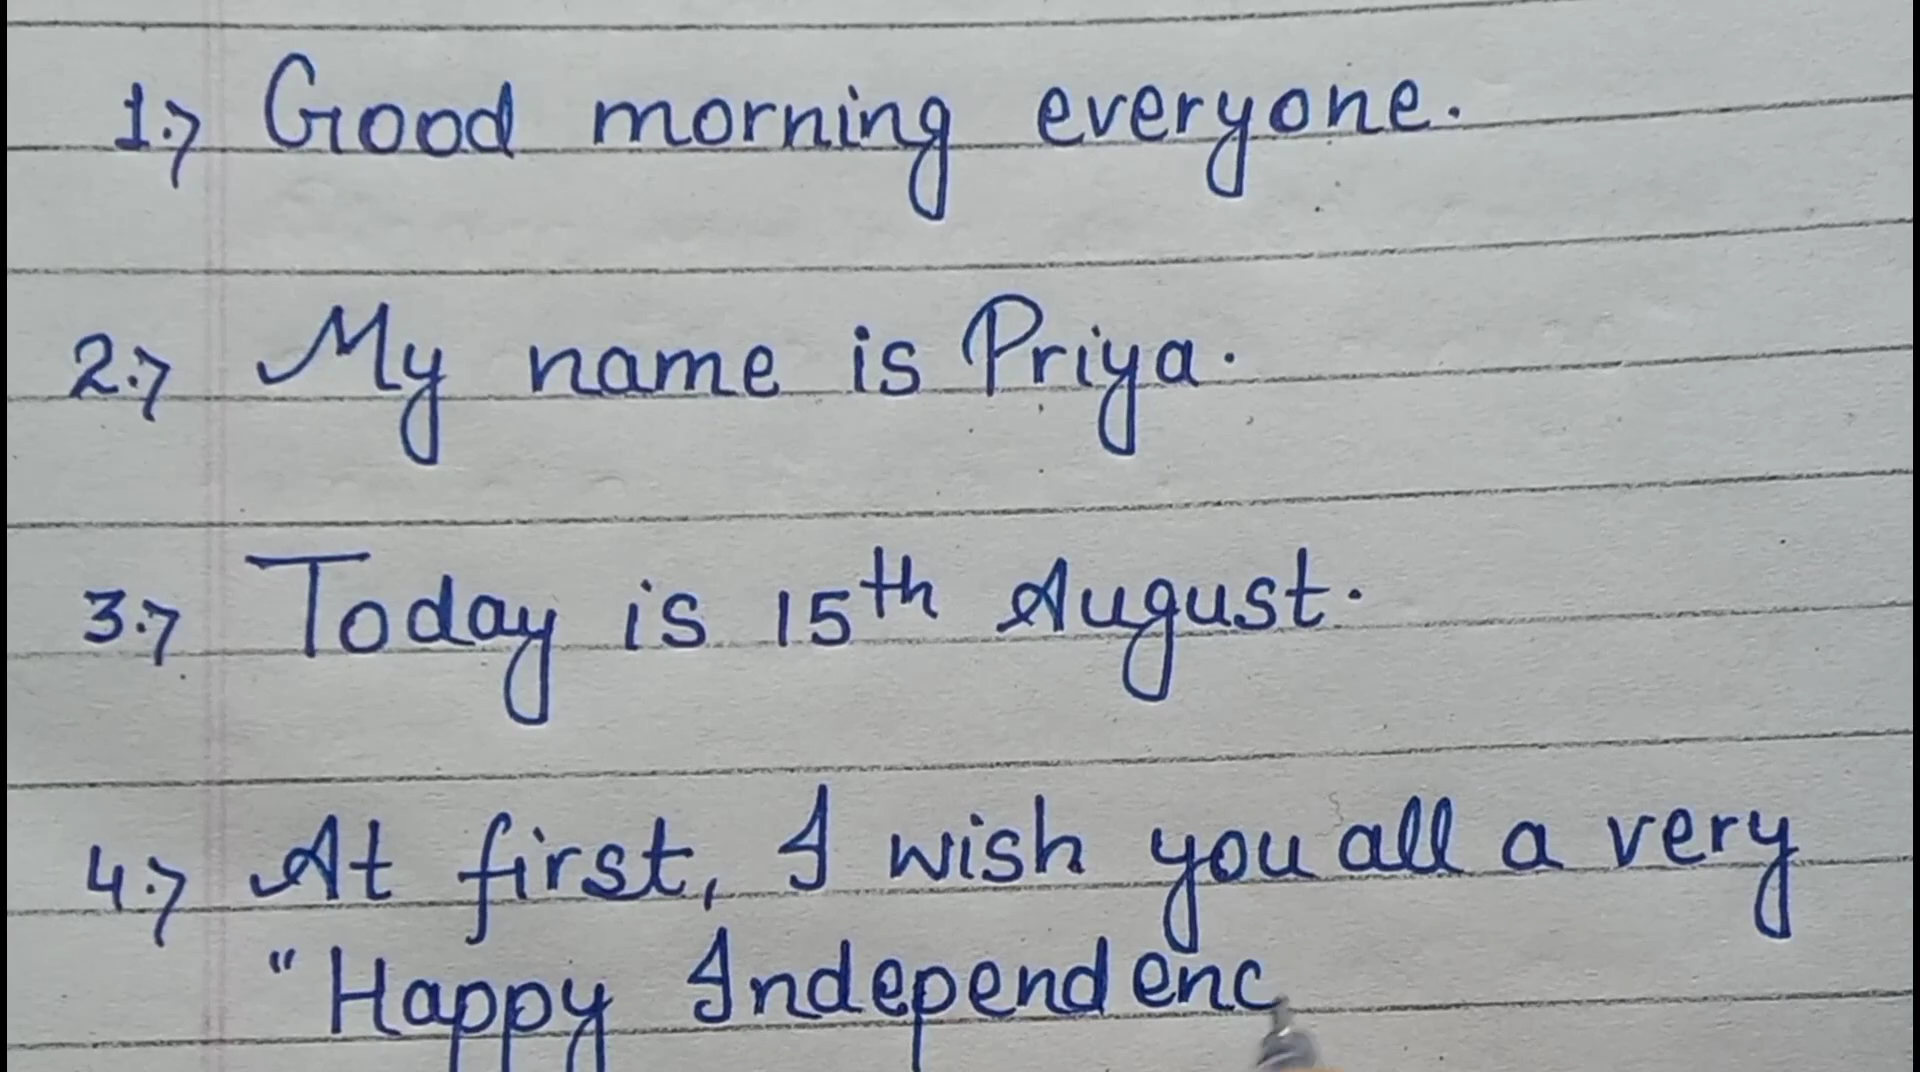 1.> Good morning everyone.
2.> My name is Priya.
3.> Today is 15th August.
4.> At first, I wish you all a very
"Happy Independenc